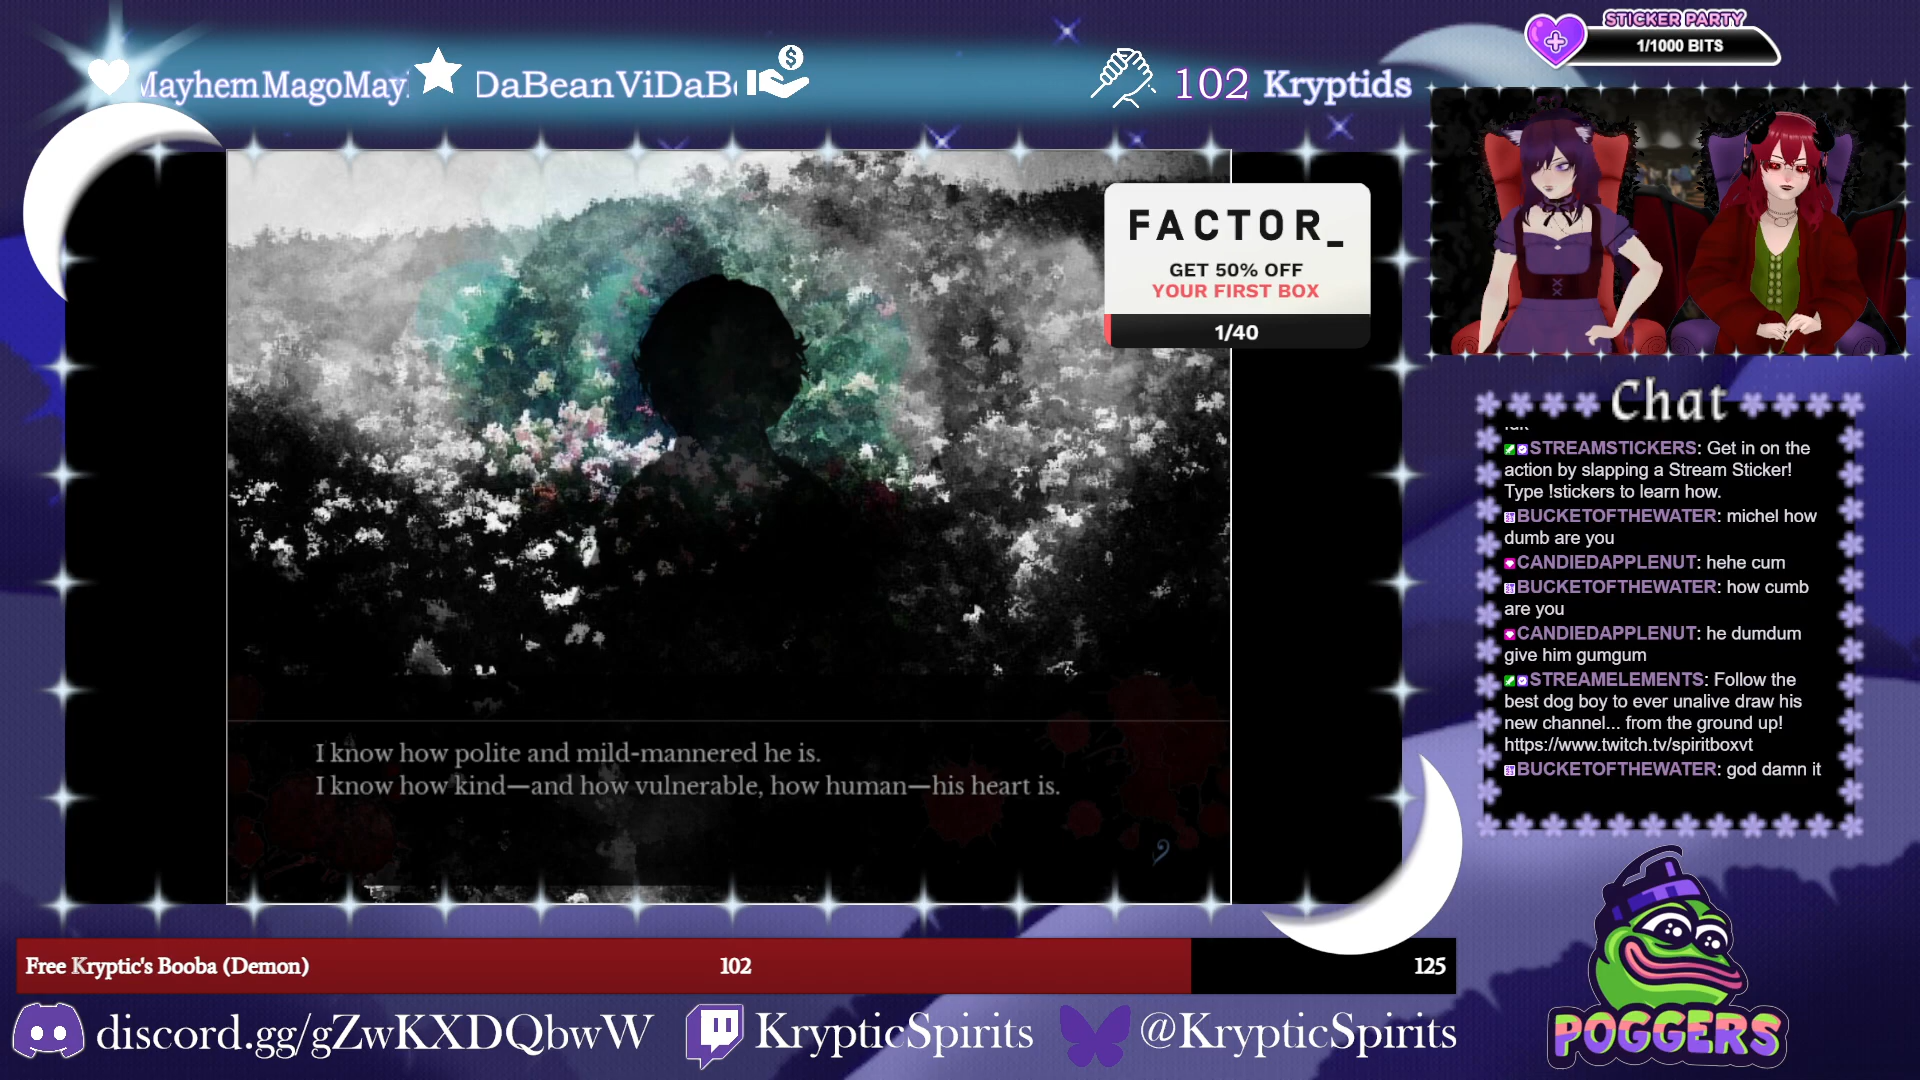 STICKER PARTY
1/1000 BITS
MayhemMagoMay
DaBeanViDaB
102 Kryptids
FACTOR_
GET 50% OFF
YOUR FIRST BOX
1/40
Chat
STREAMSTICKERS: Get in on the
action by slapping a Stream Sticker!
Type !stickers to learn how.
BUCKETOFTHEWATER: michel how
dumb are you
CANDIEDAPPLENUT: hehe cum
BUCKETOFTHEWATER: how cumb
are you
CANDIEDAPPLENUT: he dumdum
give him gumgum
STREAMELEMENTS: Follow the
best dog boy to ever unalive draw his
new channel... from the ground up!
https://www.twitch.tv/spiritboxvt
BUCKETOFTHEWATER: god damn it
I know how polite and mild-mannered he is.
I know how kind—and how vulnerable, how human—his heart is.
Free Kryptic's Booba (Demon)
102
125
discord.gg/gZwKXDQbwW
KrypticSpirits
@KrypticSpirits
POGGERS